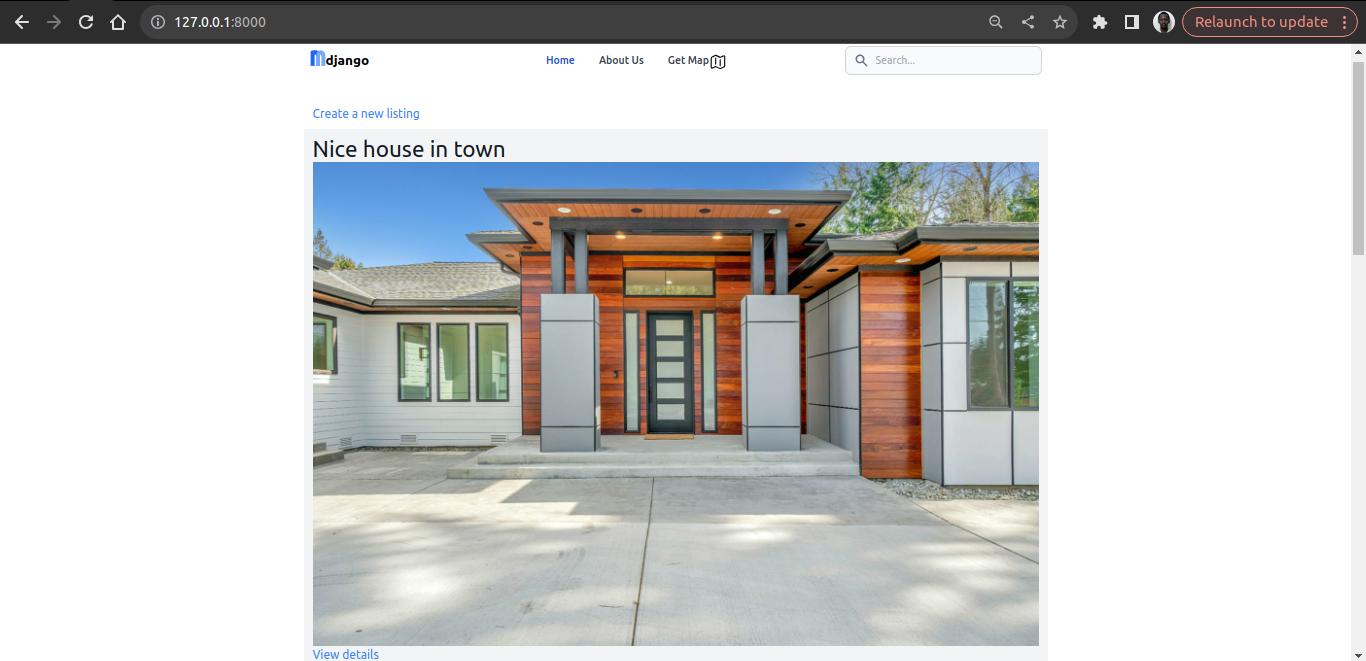 127.0.0.1:8000
Relaunch to update
django
Home
About Us
Get Map
Search...
Create a new listing
Nice house in town
View details